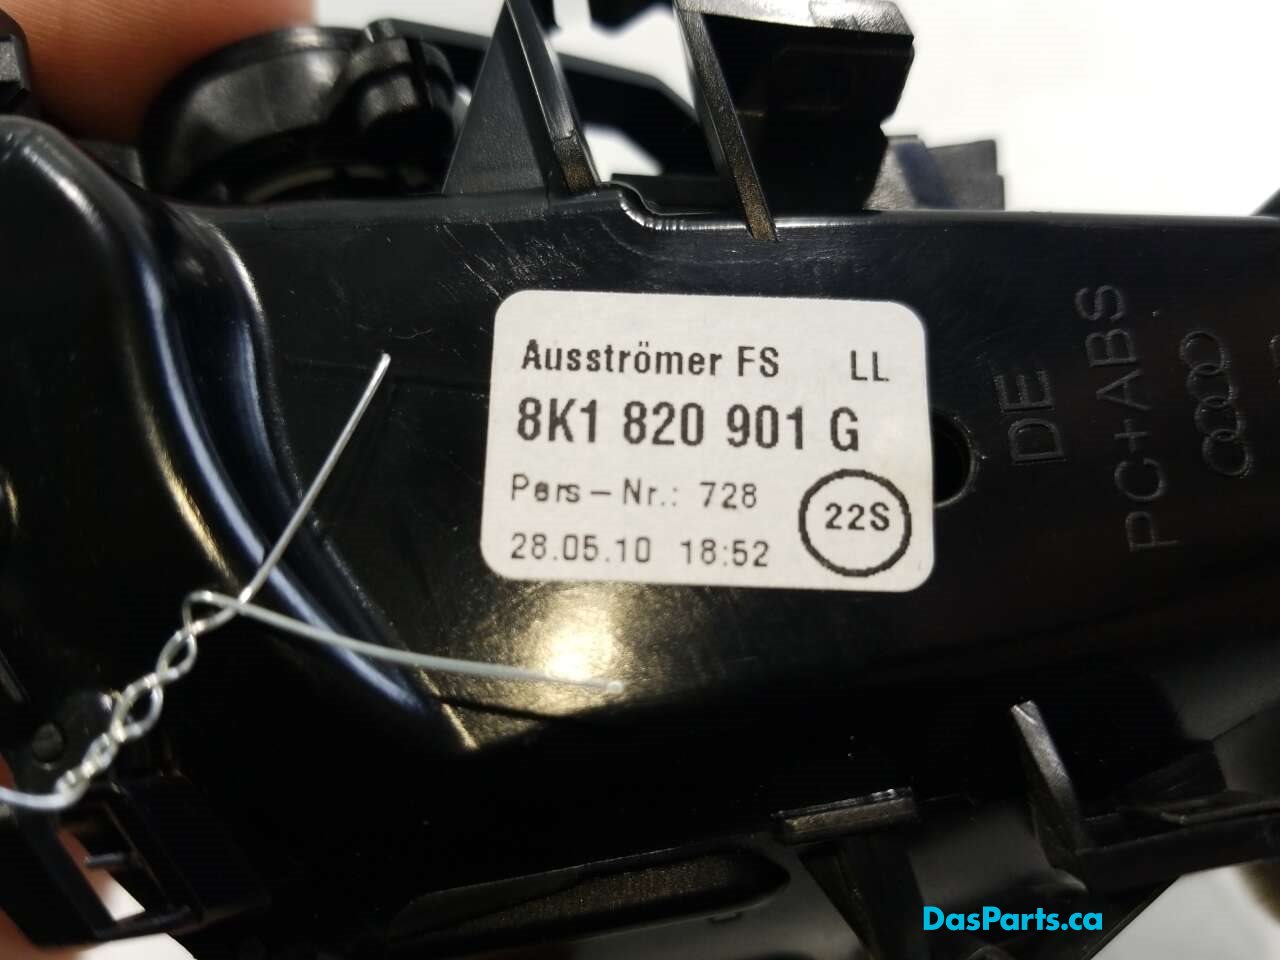 Ausströmer FS LL
8K1 820 901 G
Pers-Nr.: 728
22S
28.05.10 18:52
DE
PC+ABS
DasParts.ca